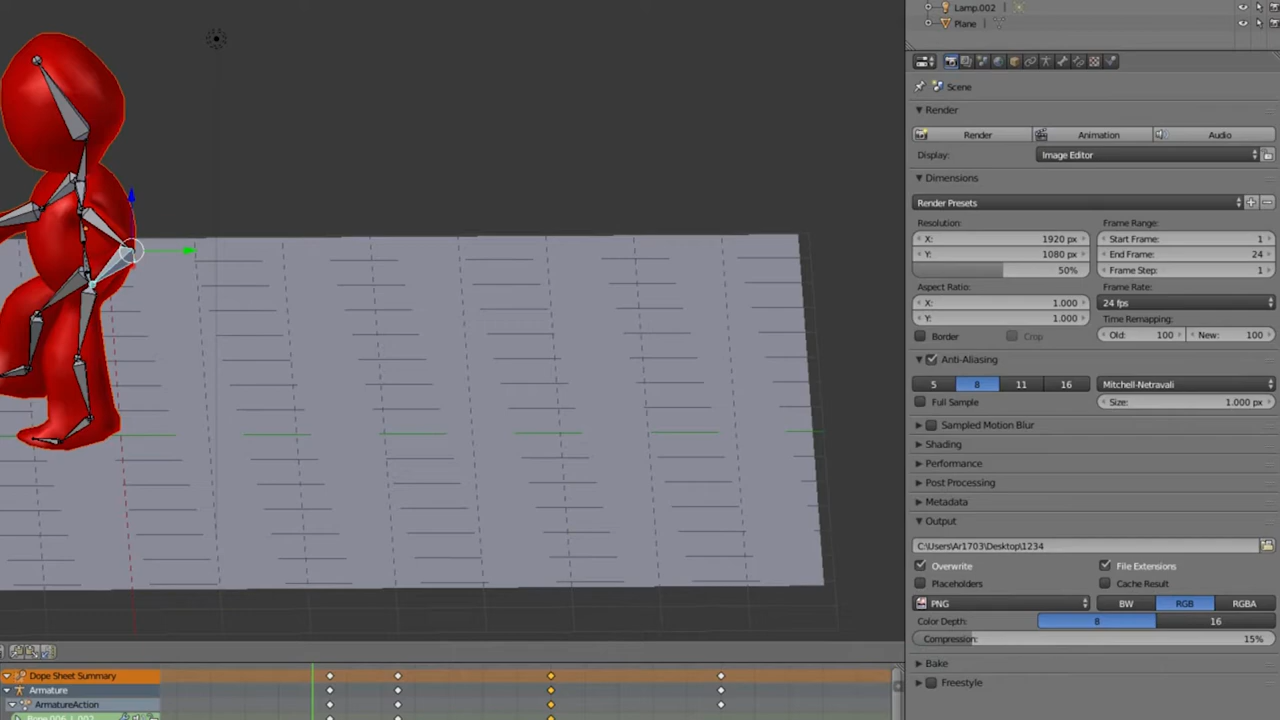 Lamp.002
Plane
Scene
Render
Render Animation Audio
Display: Image Editor
Dimensions
Render Presets
Resolution: Frame Range:
X: 1920 px Start Frame: 1
Y: 1080 px End Frame: 24
50% Frame Step: 1
Aspect Ratio: Frame Rate:
X: 1.000 24 fps
Y: 1.000 Time Remapping:
Border Crop Old: 100 New: 100
Anti-Aliasing
5 8 11 16 Mitchell-Netravali
Full Sample Size: 1.000 px
Sampled Motion Blur
Shading
Performance
Post Processing
Metadata
Output
C:\Users\Ar1703\Desktop\1234
Overwrite File Extensions
Placeholders Cache Result
PNG BW RGB RGBA
Color Depth: 8 16
Compression: 15%
Bake
Freestyle
Dope Sheet Summary
Armature
ArmatureAction